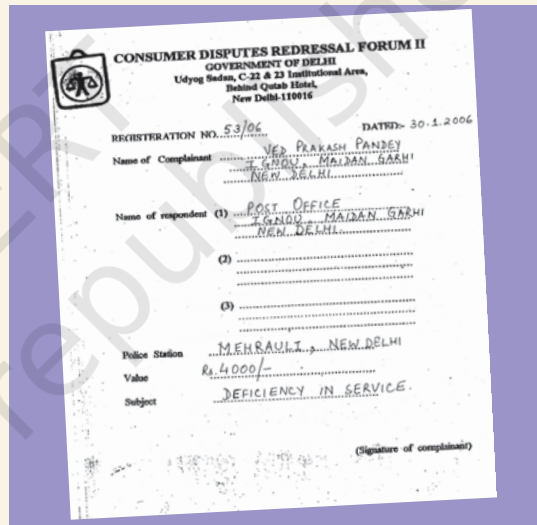 CONSUMER DISPUTES REDRESSAL FORUM II
GOVERNMENT OF DELHI
Udyog Sadan, C-22 & 23 Institutional Area,
Behind Qutab Hotel,
New Delhi-110016
REGISTERATION NO. 53/06 DATED:- 30.1.2006
Name of Complainant VED PRAKASH PANDEY
IGNOU, MAIDAN GARHI
NEW DELHI
Name of respondent (1) POST OFFICE
IGNOU, MAIDAN GARHI
NEW DELHI.
(2)
(3)
Police Station MEHRAULI, NEW DELHI
Value Rs. 4000/-
Subject DEFICIENCY IN SERVICE.
(Signature of complainant)